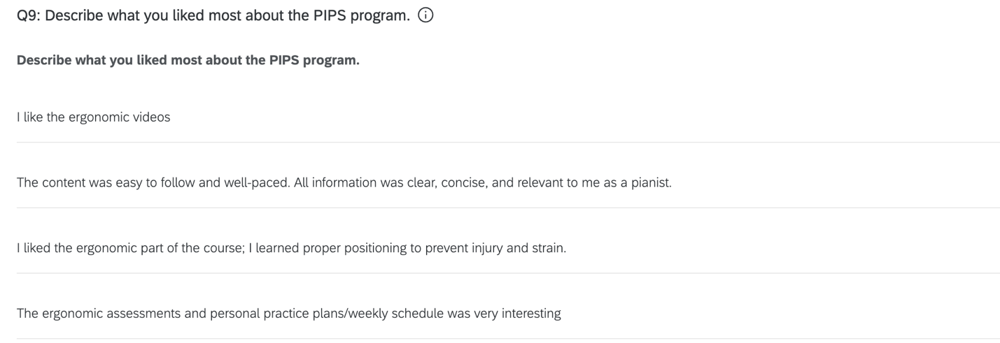 Q9: Describe what you liked most about the PIPS program.
Describe what you liked most about the PIPS program.
I like the ergonomic videos
The content was easy to follow and well-paced. All information was clear, concise, and relevant to me as a pianist.
I liked the ergonomic part of the course; I learned proper positioning to prevent injury and strain.
The ergonomic assessments and personal practice plans/weekly schedule was very interesting